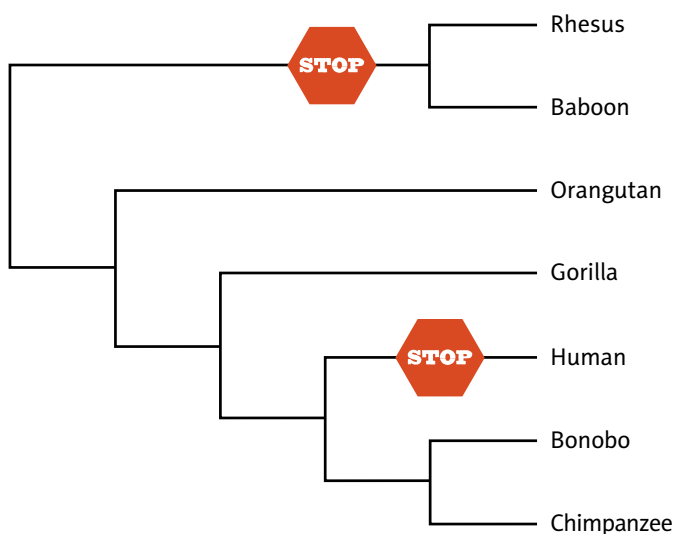 Rhesus
STOP
Baboon
Orangutan
Gorilla
STOP Human
Bonobo
Chimpanzee